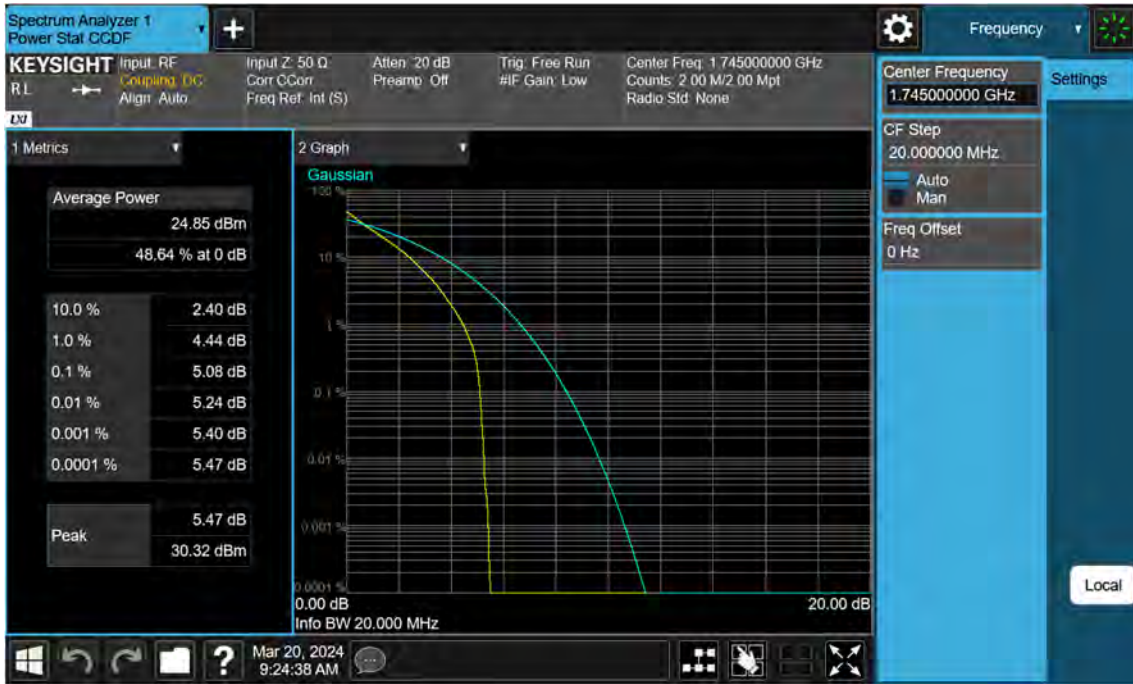 Spectrum Analyzer 1
Power Stat CCDF
Frequency
KEYSIGHT
R L
LXI
Input: RF
Coupling: DC
Align: Auto
Input Z: 50 Ω
Corr CCorr
Freq Ref: Int (S)
Atten: 20 dB
Preamp: Off
Trig: Free Run
#IF Gain: Low
Center Freq: 1.745000000 GHz
Counts: 2.00 M/2.00 Mpt
Radio Std: None
Center Frequency
1.745000000 GHz
Settings
CF Step
20.000000 MHz
Auto
Man
Freq Offset
0 Hz
1 Metrics
Average Power
24.85 dBm
48.64 % at 0 dB
10.0 % 2.40 dB
1.0 % 4.44 dB
0.1 % 5.08 dB
0.01 % 5.24 dB
0.001 % 5.40 dB
0.0001 % 5.47 dB
Peak
5.47 dB
30.32 dBm
2 Graph
Gaussian
100 %
10 %
1 %
0.1 %
0.01 %
0.001 %
0.0001 %
0.00 dB 20.00 dB
Info BW 20.000 MHz
Local
?
Mar 20, 2024
9:24:38 AM